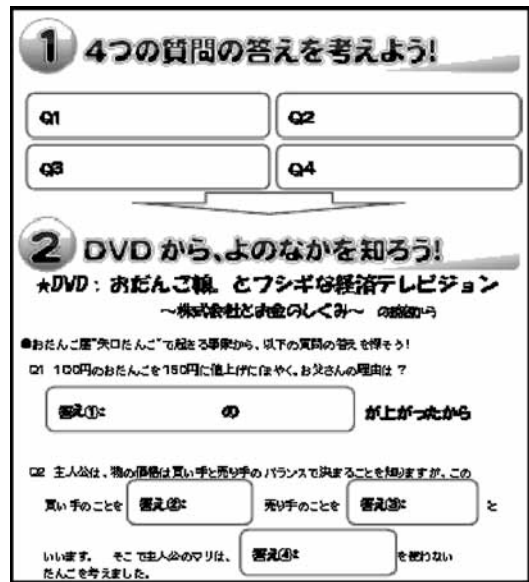 1 4つの質問の答えを考えよう!
Q1 Q2
Q3 Q4
2 DVDから、よのなかを知ろう!
★DVD:おだんご娘。とフシギな経済テレビジョン
~株式会社とお金のしくみ~
●おだんご屋"矢口だんご"で起きる事象から、以下の質問の答えを探そう!
Q1 100円のおだんごを150円に値上げにぼやく、お父さんの理由は?
答え①: の が上がったから
Q2 主人公は、物の価格は買い手と売り手のバランスで決まることを知りますが、この
買い手のことを 答え②: 売り手のことを 答え③: と
いいます。 そこで主人公のマリは、 答え④: を使わない
だんごを考えました。